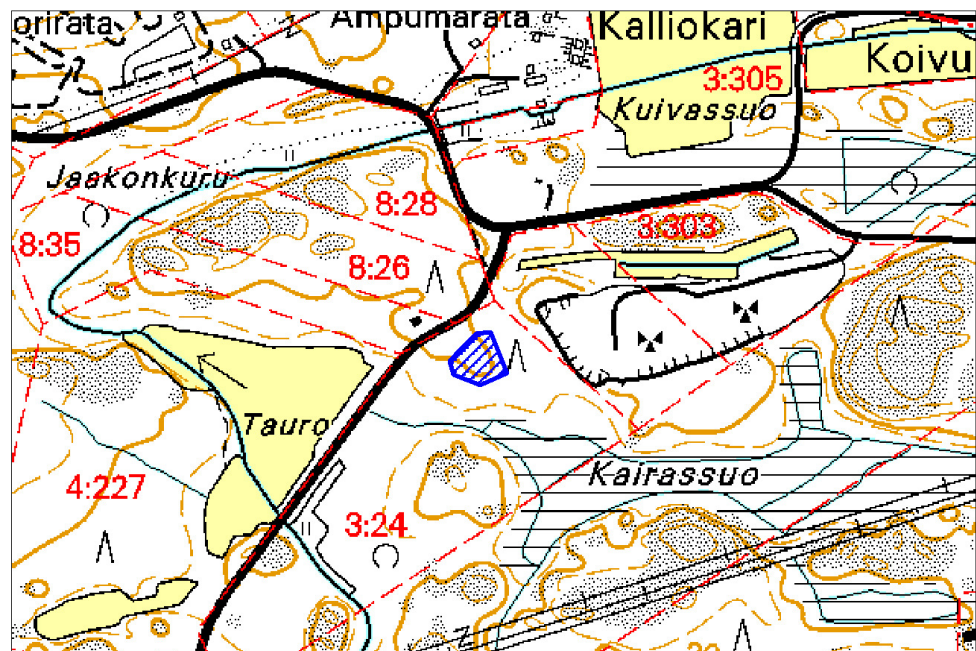 orirata
Ampumarata
Kalliokari
Koivu
3:305
Kuivassuo
Jaakonkuru
8:28
8:35
3:303
8:26
Tauro
4:227
Kairassuo
3:24